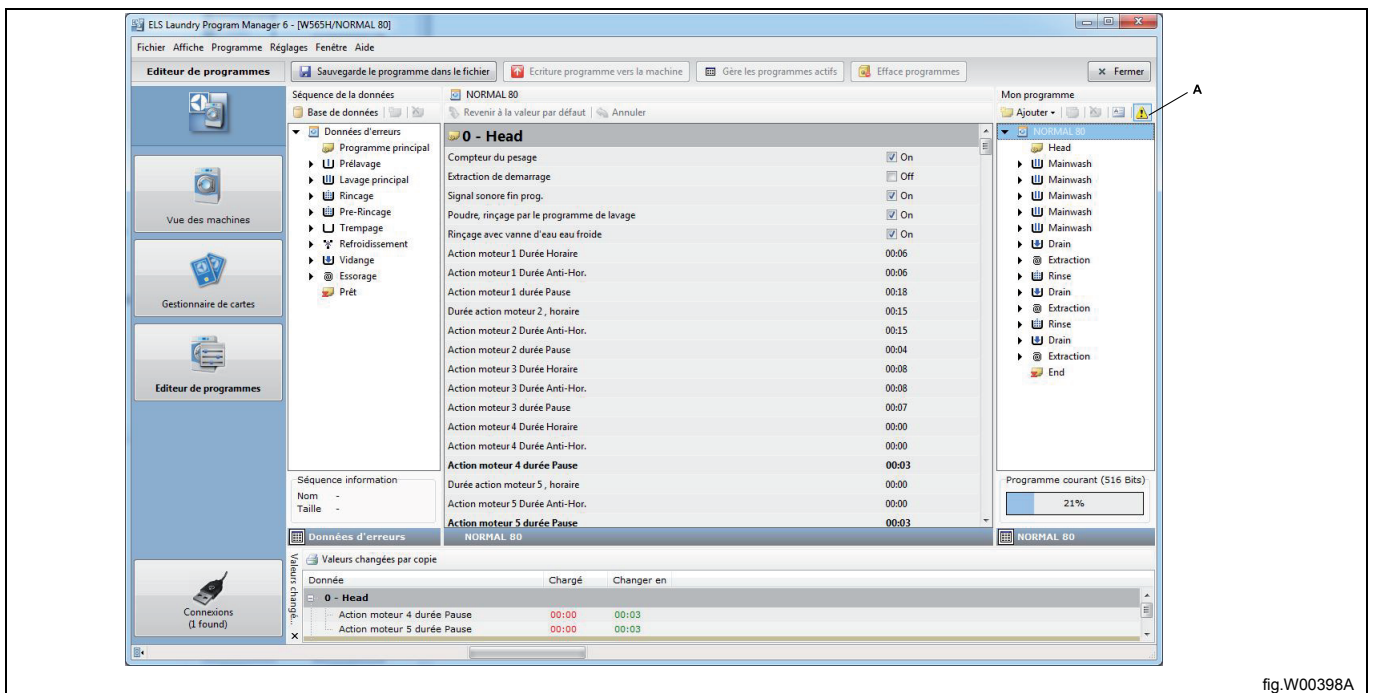 ELS Laundry Program Manager 6 - [W565H/NORMAL 80]
Fichier Affiche Programme Réglages Fenêtre Aide
Editeur de programmes
Sauvegarde le programme dans le fichier
Ecriture programme vers la machine
Gère les programmes actifs
Efface programmes
Fermer
Vue des machines
Gestionnaire de cartes
Editeur de programmes
Connexions
(1 found)
Séquence de la données
Base de données
Données d'erreurs
Programme principal
Prélavage
Lavage principal
Rincage
Pre-Rincage
Trempage
Refroidissement
Vidange
Essorage
Prêt
Séquence information
Nom -
Taille -
Données d'erreurs
NORMAL 80
Revenir à la valeur par défaut
Annuler
0 - Head
Compteur du pesage On
Extraction de demarrage Off
Signal sonore fin prog. On
Poudre, rinçage par le programme de lavage On
Rinçage avec vanne d'eau eau froide On
Action moteur 1 Durée Horaire 00:06
Action moteur 1 Durée Anti-Hor. 00:06
Action moteur 1 durée Pause 00:18
Durée action moteur 2 , horaire 00:15
Action moteur 2 Durée Anti-Hor. 00:15
Action moteur 2 durée Pause 00:04
Action moteur 3 Durée Horaire 00:08
Action moteur 3 Durée Anti-Hor. 00:08
Action moteur 3 durée Pause 00:07
Action moteur 4 Durée Horaire 00:00
Action moteur 4 Durée Anti-Hor. 00:00
Action moteur 4 durée Pause 00:03
Durée action moteur 5 , horaire 00:00
Action moteur 5 Durée Anti-Hor. 00:00
Action moteur 5 durée Pause 00:03
NORMAL 80
Mon programme
Ajouter
A
NORMAL 80
Head
Mainwash
Mainwash
Mainwash
Mainwash
Mainwash
Drain
Extraction
Rinse
Drain
Extraction
Rinse
Drain
Extraction
End
Programme courant (516 Bits)
21%
NORMAL 80
Valeurs changé...
Valeurs changées par copie
Donnée Chargé Changer en
0 - Head
Action moteur 4 durée Pause 00:00 00:03
Action moteur 5 durée Pause 00:00 00:03
fig.W00398A